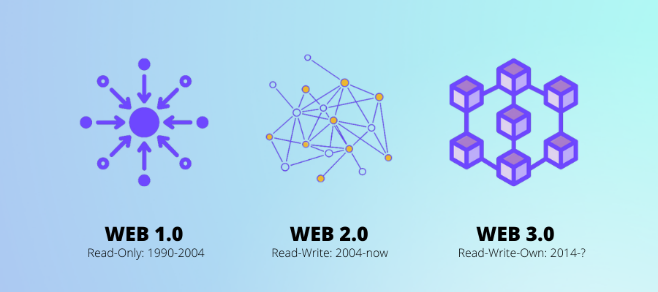 WEB 1.0
Read-Only: 1990-2004
WEB 2.0
Read-Write: 2004-now
WEB 3.0
Read-Write-Own: 2014-?